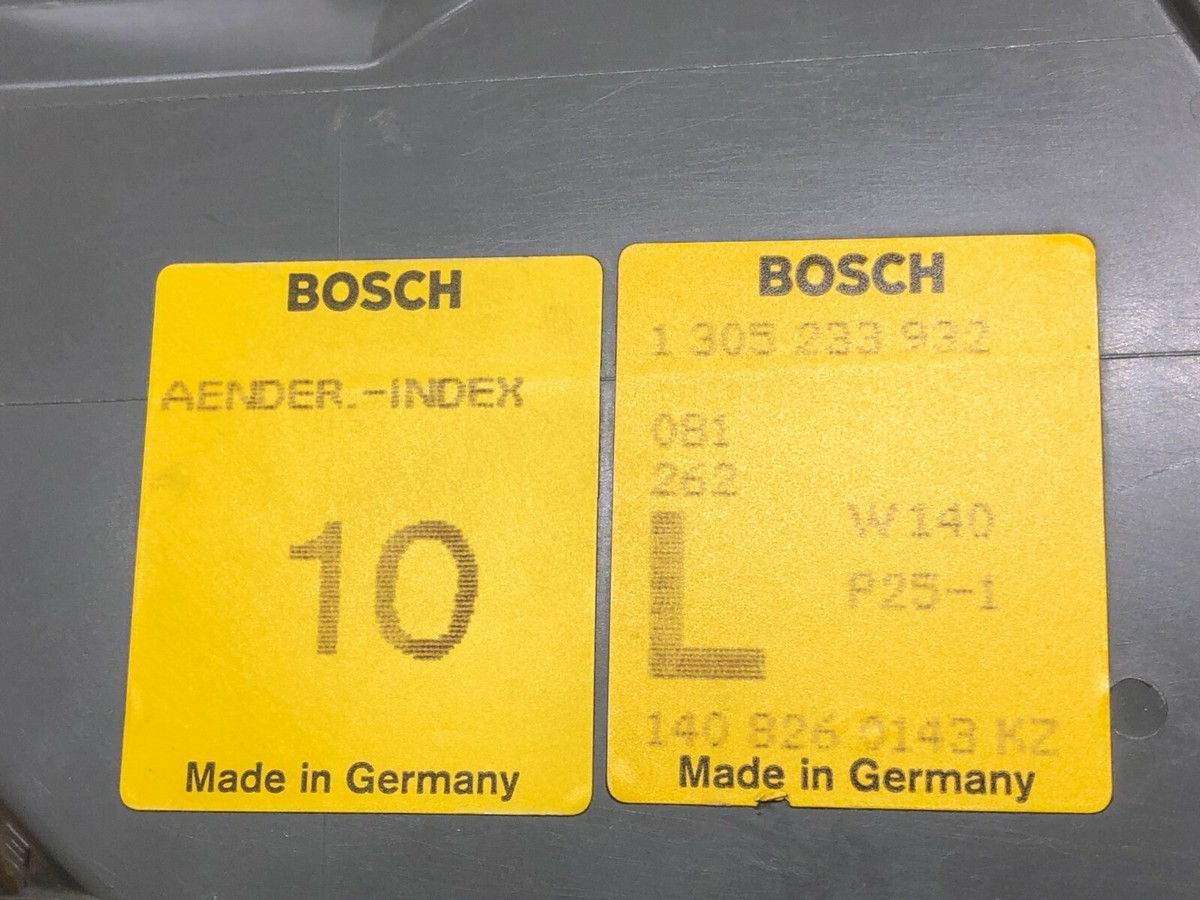 BOSCH
AENDER.-INDEX
10
Made in Germany
BOSCH
1 305 233 932
081
262
L
W140
P25-1
140 826 9143 KZ
Made in Germany